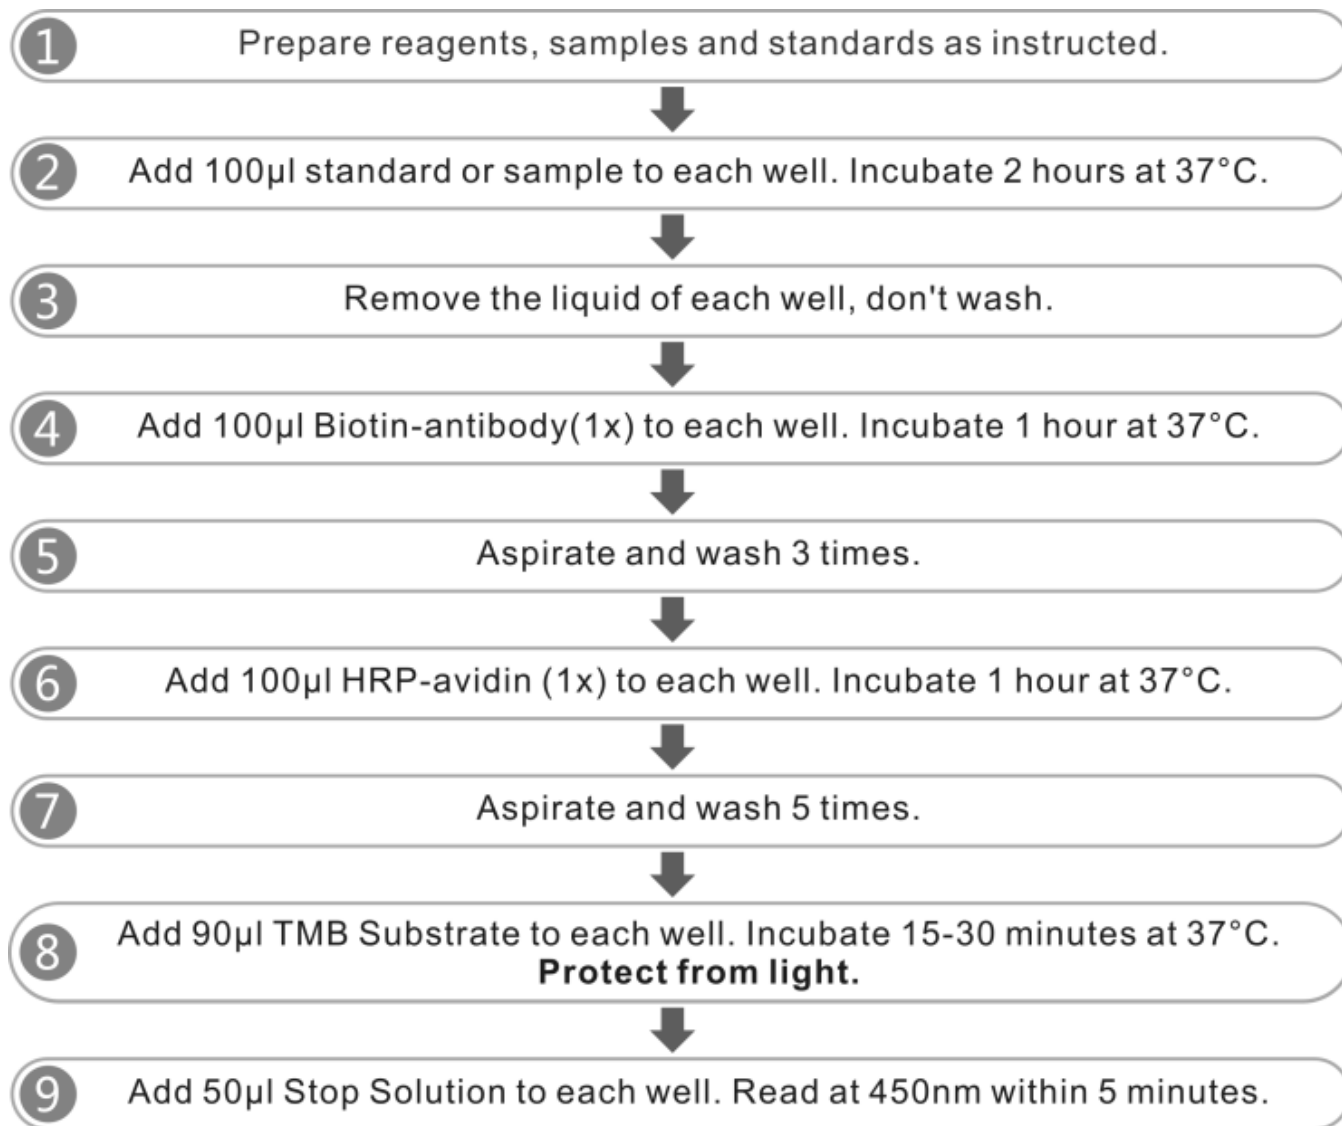 1 Prepare reagents, samples and standards as instructed.
2 Add 100µl standard or sample to each well. Incubate 2 hours at 37°C.
3 Remove the liquid of each well, don't wash.
4 Add 100µl Biotin-antibody(1x) to each well. Incubate 1 hour at 37°C.
5 Aspirate and wash 3 times.
6 Add 100µl HRP-avidin (1x) to each well. Incubate 1 hour at 37°C.
7 Aspirate and wash 5 times.
8 Add 90µl TMB Substrate to each well. Incubate 15-30 minutes at 37°C.
Protect from light.
9 Add 50µl Stop Solution to each well. Read at 450nm within 5 minutes.